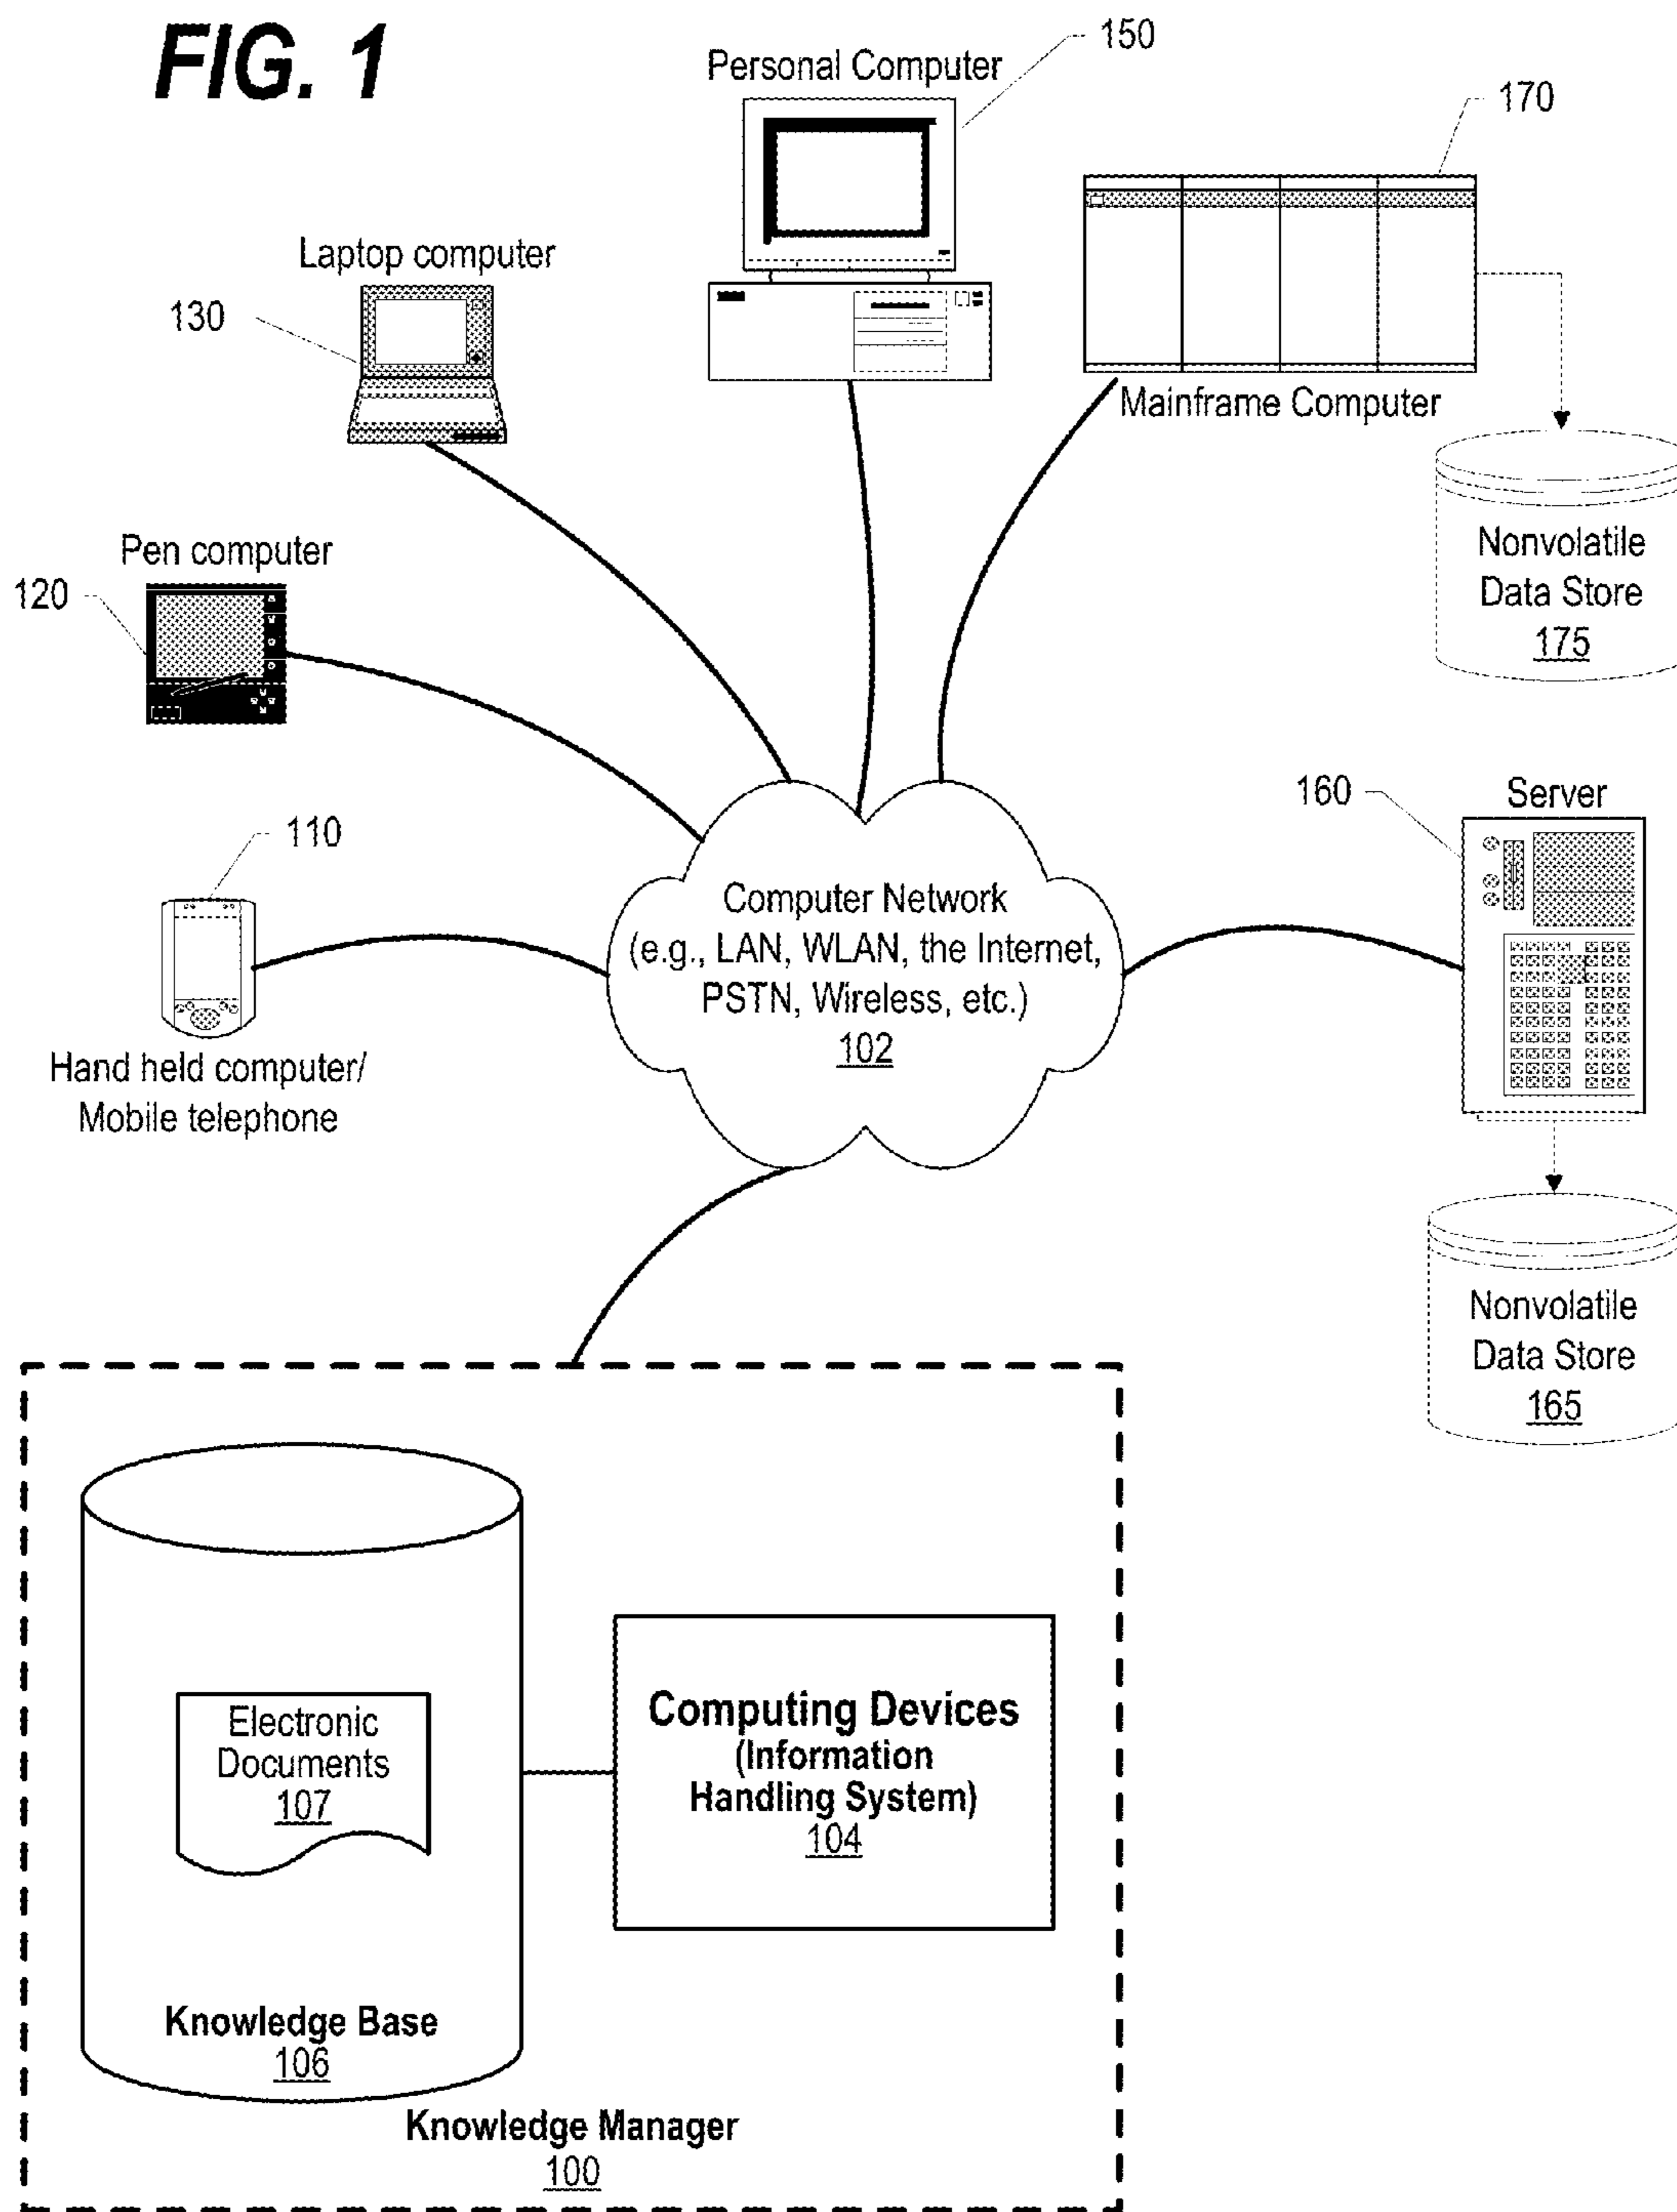 FIG. 1
Personal Computer
150
170
Laptop computer
130
Mainframe Computer
Nonvolatile
Data Store
175
Pen computer
120
160
Server
110
Computer Network
(e.g., LAN, WLAN, the Internet,
PSTN, Wireless, etc.)
102
Hand held computer/
Mobile telephone
Nonvolatile
Data Store
165
Electronic
Documents
107
Computing Devices
(Information
Handling System)
104
Knowledge Base
106
Knowledge Manager
100